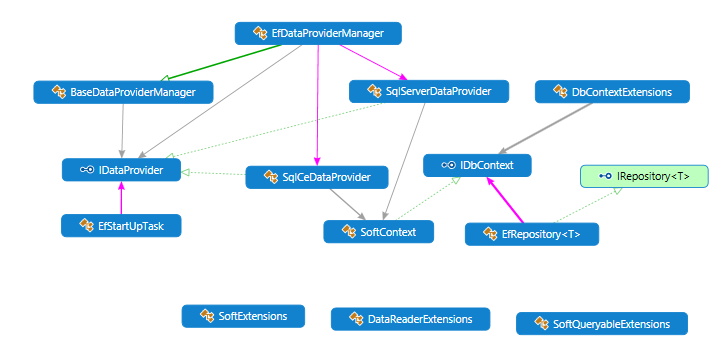 EfDataProviderManager
BaseDataProviderManager
SqlServerDataProvider
DbContextExtensions
IDataProvider
SqlCeDataProvider
IDbContext
IRepository<T>
EfStartUpTask
SoftContext
EfRepository<T>
SoftExtensions
DataReaderExtensions
SoftQueryableExtensions